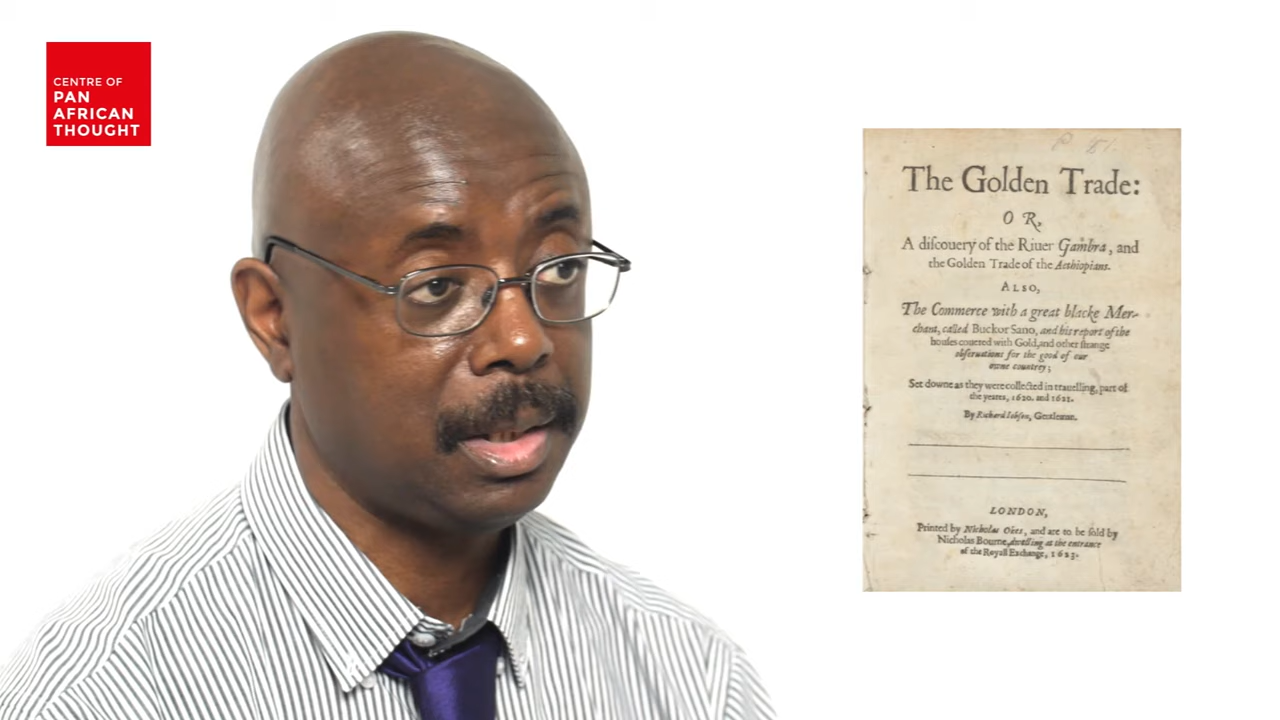 CENTRE OF
PAN
AFRICAN
THOUGHT
The Golden Trade:
OR,
A diſcouery of the Riuer Gambra, and
the Golden Trade of the Aethiopians.
ALSO,
The Commerce with a great blacke Mer-
chant, called Buckor Sano, and his report of the
houſes couered with Gold, and other ſtrange
obſeruations for the good of our
owne countrey;
Set downe as they were collected in trauelling, part of
the yeares, 1620. and 1621.
By Richard Iobſon, Gentleman.
LONDON,
Printed by Nicholas Okes, and are to be ſold by
Nicholas Bourne, dwelling at the entrance
of the Royall Exchange, 1623.